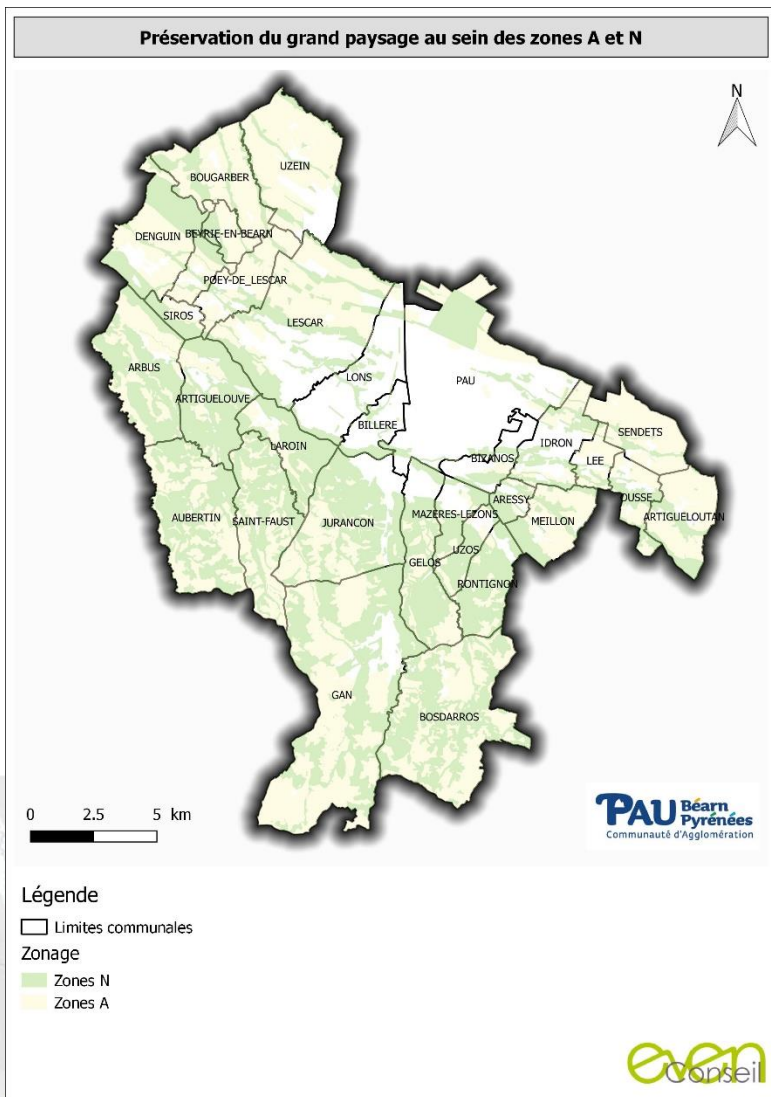 Préservation du grand paysage au sein des zones A et N
N
UZEIN
BOUGARBER
DENGUIN
BEYRIE-EN-BEARN
POEY-DE_LESCAR
SIROS
LESCAR
ARBUS
LONS
PAU
ARTIGUELOUVE
BILLERE
IDRON
SENDETS
LAROIN
BIZANOS
LEE
AUBERTIN
SAINT-FAUST
JURANCON
MAZERES-LEZONS
ARESSY
MEILLON
OUSSE
ARTIGUELOUTAN
UZOS
GELOS
RONTIGNON
GAN
BOSDARROS
0 2.5 5 km
PAU Béarn
Pyrénées
Communauté d'Agglomération
Légende
Limites communales
Zonage
Zones N
Zones A
even
Conseil